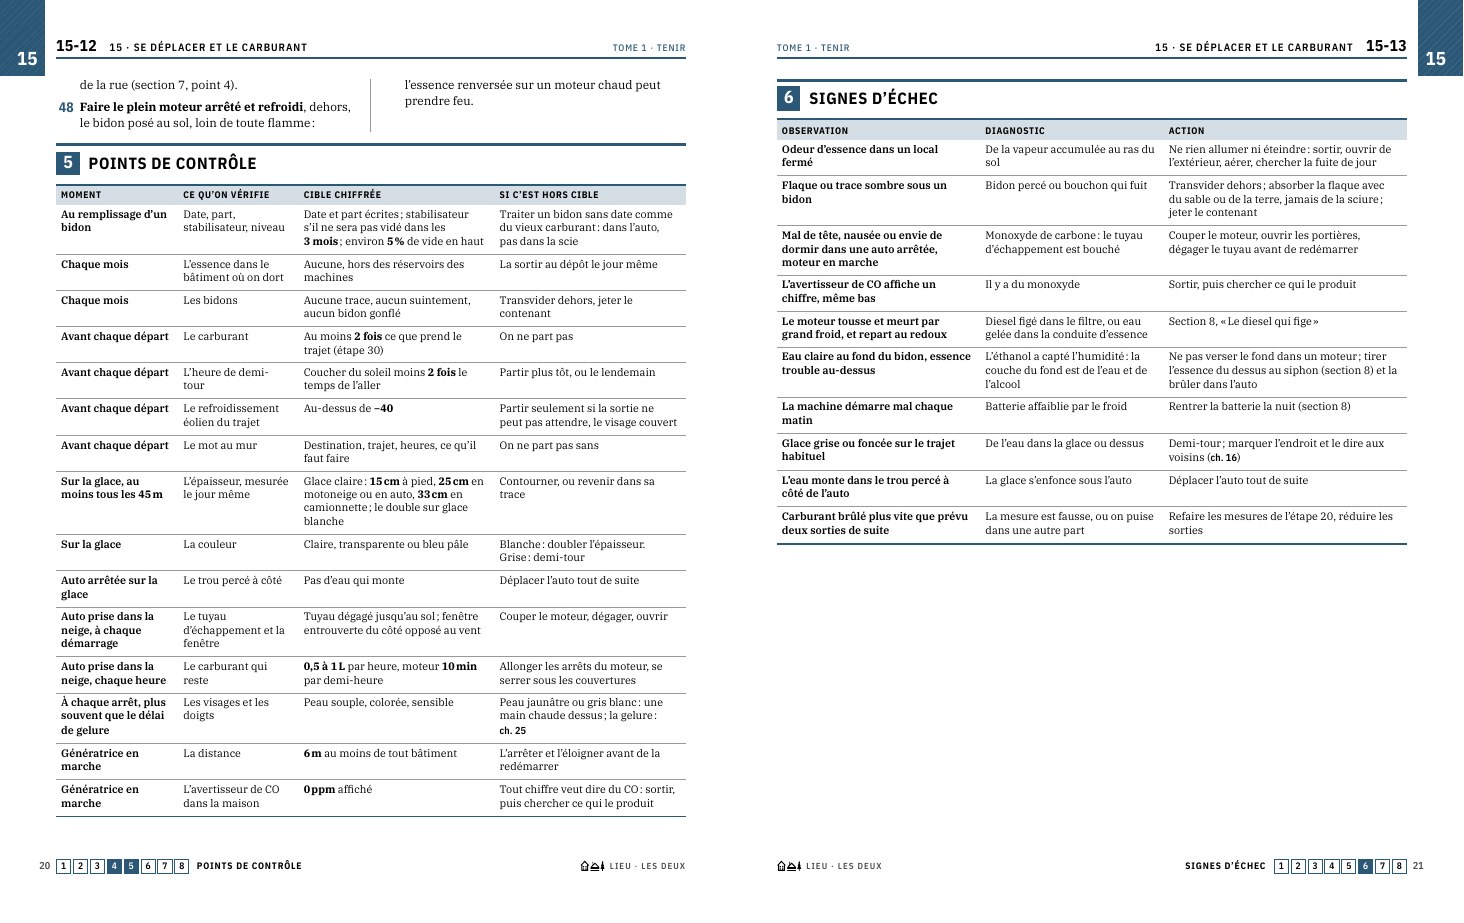 15
15-12 15 · SE DÉPLACER ET LE CARBURANT
TOME 1 · TENIR
de la rue (section 7, point 4).
48 Faire le plein moteur arrêté et refroidi, dehors,
le bidon posé au sol, loin de toute flamme :
l’essence renversée sur un moteur chaud peut
prendre feu.
5 POINTS DE CONTRÔLE
MOMENT CE QU’ON VÉRIFIE CIBLE CHIFFRÉE SI C’EST HORS CIBLE
Au remplissage d’un
bidon
Date, part,
stabilisateur, niveau
Date et part écrites ; stabilisateur
s’il ne sera pas vidé dans les
3 mois ; environ 5 % de vide en haut
Traiter un bidon sans date comme
du vieux carburant : dans l’auto,
pas dans la scie
Chaque mois
L’essence dans le
bâtiment où on dort
Aucune, hors des réservoirs des
machines
La sortir au dépôt le jour même
Chaque mois
Les bidons
Aucune trace, aucun suintement,
aucun bidon gonflé
Transvider dehors, jeter le
contenant
Avant chaque départ
Le carburant
Au moins 2 fois ce que prend le
trajet (étape 30)
On ne part pas
Avant chaque départ
L’heure de demi-
tour
Coucher du soleil moins 2 fois le
temps de l’aller
Partir plus tôt, ou le lendemain
Avant chaque départ
Le refroidissement
éolien du trajet
Au-dessus de −40
Partir seulement si la sortie ne
peut pas attendre, le visage couvert
Avant chaque départ
Le mot au mur
Destination, trajet, heures, ce qu’il
faut faire
On ne part pas sans
Sur la glace, au
moins tous les 45 m
L’épaisseur, mesurée
le jour même
Glace claire : 15 cm à pied, 25 cm en
motoneige ou en auto, 33 cm en
camionnette ; le double sur glace
blanche
Contourner, ou revenir dans sa
trace
Sur la glace
La couleur
Claire, transparente ou bleu pâle
Blanche : doubler l’épaisseur.
Grise : demi-tour
Auto arrêtée sur la
glace
Le trou percé à côté
Pas d’eau qui monte
Déplacer l’auto tout de suite
Auto prise dans la
neige, à chaque
démarrage
Le tuyau
d’échappement et la
fenêtre
Tuyau dégagé jusqu’au sol ; fenêtre
entrouverte du côté opposé au vent
Couper le moteur, dégager, ouvrir
Auto prise dans la
neige, chaque heure
Le carburant qui
reste
0,5 à 1 L par heure, moteur 10 min
par demi-heure
Allonger les arrêts du moteur, se
serrer sous les couvertures
À chaque arrêt, plus
souvent que le délai
de gelure
Les visages et les
doigts
Peau souple, colorée, sensible
Peau jaunâtre ou gris blanc : une
main chaude dessus ; la gelure :
ch. 25
Génératrice en
marche
La distance
6 m au moins de tout bâtiment
L’arrêter et l’éloigner avant de la
redémarrer
Génératrice en
marche
L’avertisseur de CO
dans la maison
0 ppm affiché
Tout chiffre veut dire du CO : sortir,
puis chercher ce qui le produit
20 1 2 3 4 5 6 7 8 POINTS DE CONTRÔLE
LIEU · LES DEUX
TOME 1 · TENIR
15 · SE DÉPLACER ET LE CARBURANT 15-13
15
6 SIGNES D’ÉCHEC
OBSERVATION DIAGNOSTIC ACTION
Odeur d’essence dans un local
fermé
De la vapeur accumulée au ras du
sol
Ne rien allumer ni éteindre : sortir, ouvrir de
l’extérieur, aérer, chercher la fuite de jour
Flaque ou trace sombre sous un
bidon
Bidon percé ou bouchon qui fuit
Transvider dehors ; absorber la flaque avec
du sable ou de la terre, jamais de la sciure ;
jeter le contenant
Mal de tête, nausée ou envie de
dormir dans une auto arrêtée,
moteur en marche
Monoxyde de carbone : le tuyau
d’échappement est bouché
Couper le moteur, ouvrir les portières,
dégager le tuyau avant de redémarrer
L’avertisseur de CO affiche un
chiffre, même bas
Il y a du monoxyde
Sortir, puis chercher ce qui le produit
Le moteur tousse et meurt par
grand froid, et repart au redoux
Diesel figé dans le filtre, ou eau
gelée dans la conduite d’essence
Section 8, « Le diesel qui fige »
Eau claire au fond du bidon, essence
trouble au-dessus
L’éthanol a capté l’humidité : la
couche du fond est de l’eau et de
l’alcool
Ne pas verser le fond dans un moteur ; tirer
l’essence du dessus au siphon (section 8) et la
brûler dans l’auto
La machine démarre mal chaque
matin
Batterie affaiblie par le froid
Rentrer la batterie la nuit (section 8)
Glace grise ou foncée sur le trajet
habituel
De l’eau dans la glace ou dessus
Demi-tour ; marquer l’endroit et le dire aux
voisins (ch. 16)
L’eau monte dans le trou percé à
côté de l’auto
La glace s’enfonce sous l’auto
Déplacer l’auto tout de suite
Carburant brûlé plus vite que prévu
deux sorties de suite
La mesure est fausse, ou on puise
dans une autre part
Refaire les mesures de l’étape 20, réduire les
sorties
LIEU · LES DEUX
SIGNES D’ÉCHEC 1 2 3 4 5 6 7 8 21